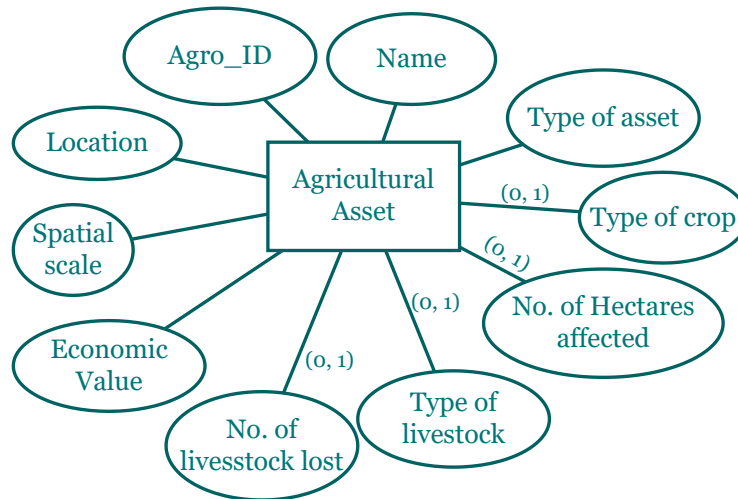 Agro_ID
Name
Type of asset
Location
Agricultural
Asset
(0, 1)
Type of crop
Spatial
scale
(0, 1)
No. of Hectares
affected
(0, 1)
Economic
Value
(0, 1)
Type of
livestock
No. of
livesstock lost